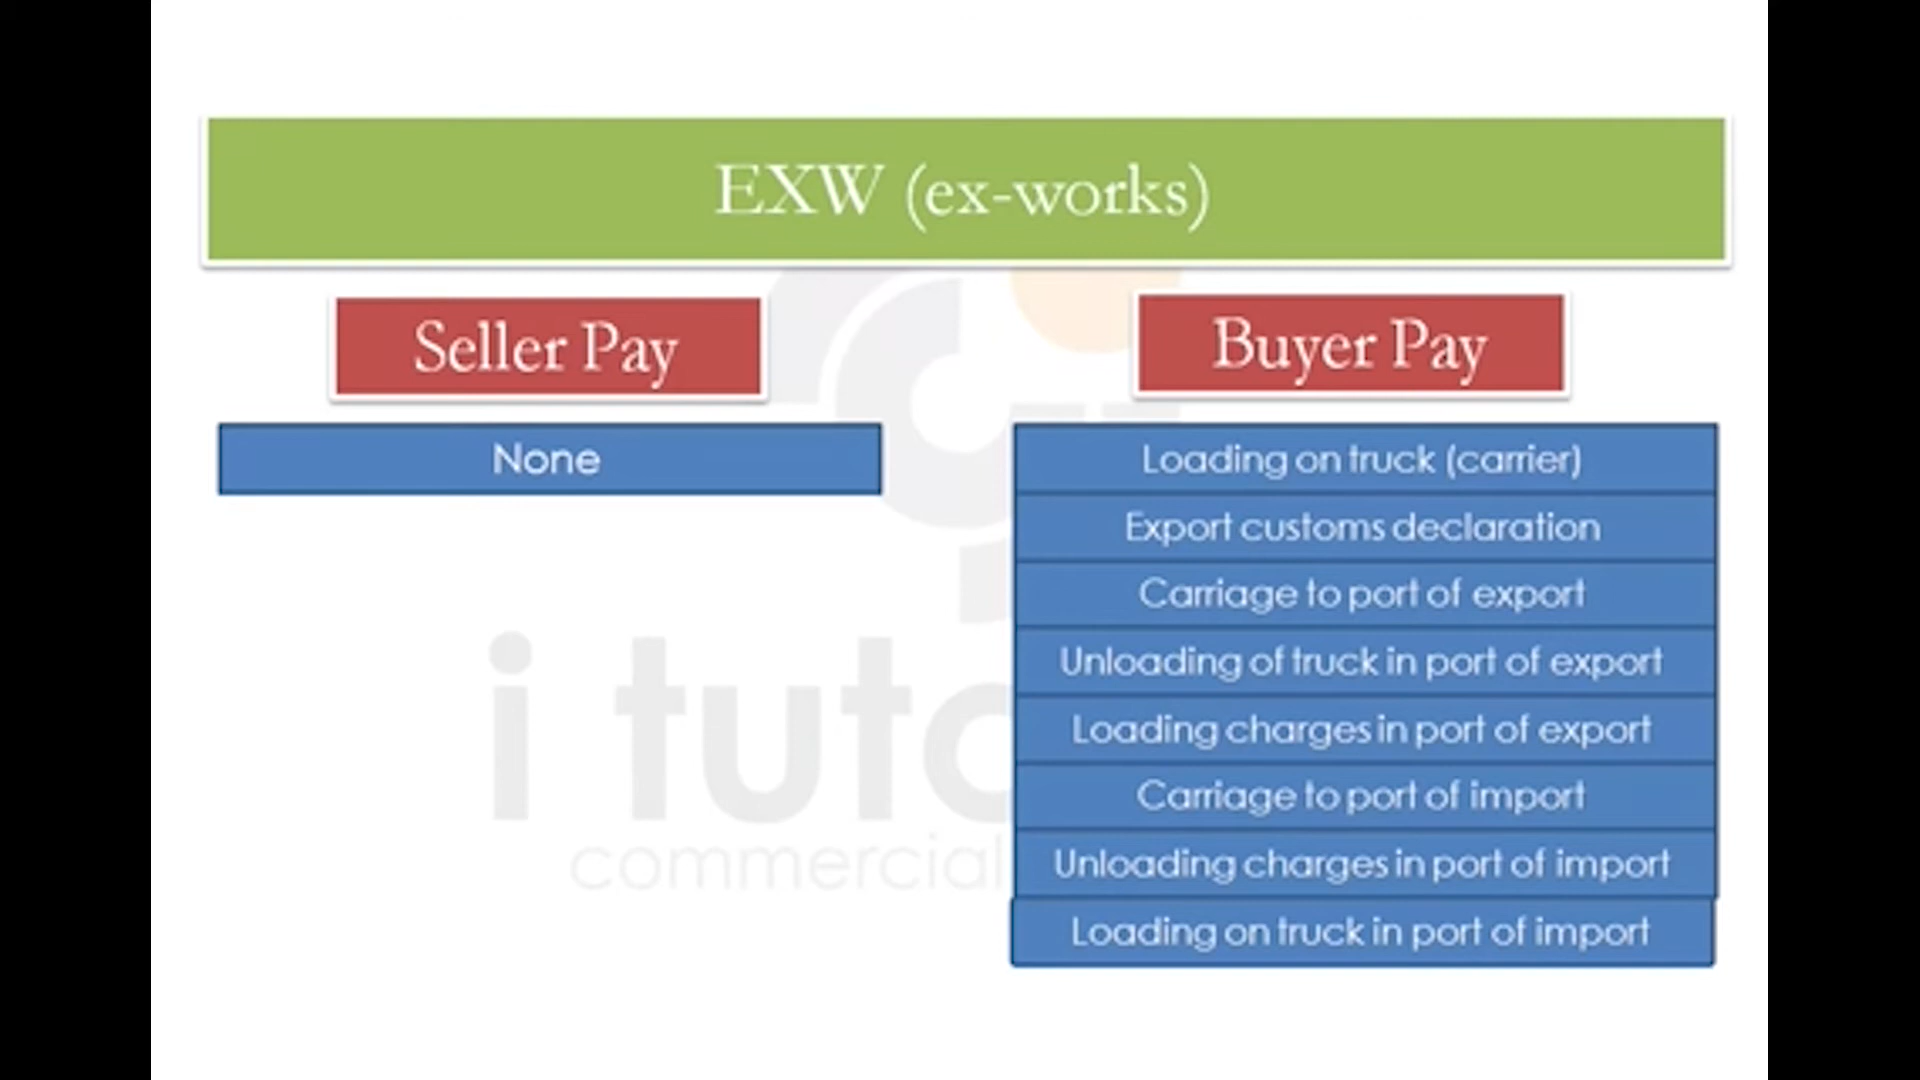 EXW (ex-works)
Seller Pay
Buyer Pay
None
Loading on truck (carrier)
Export customs declaration
Carriage to port of export
Unloading of truck in port of export
Loading charges in port of export
Carriage to port of import
Unloading charges in port of import
Loading on truck in port of import
i tuto
commercial